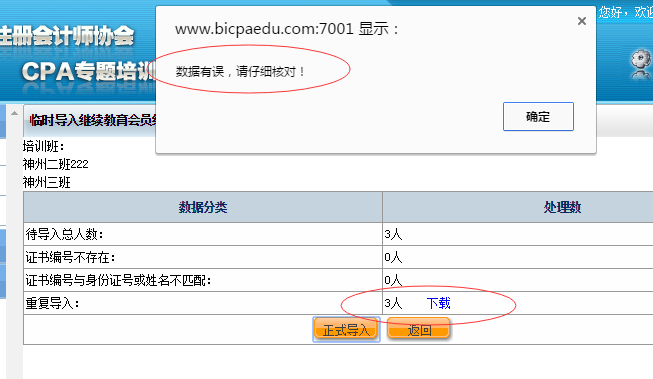 您好，欢迎
www.bicpaedu.com:7001 显示：
数据有误，请仔细核对！
确定
注册会计师协会
CPA专题培训
临时导入继续教育会员
培训班：
神州二班222
神州三班
数据分类 处理数
待导入总人数： 3人
证书编号不存在： 0人
证书编号与身份证号或姓名不匹配： 0人
重复导入： 3人 下载
正式导入 返回